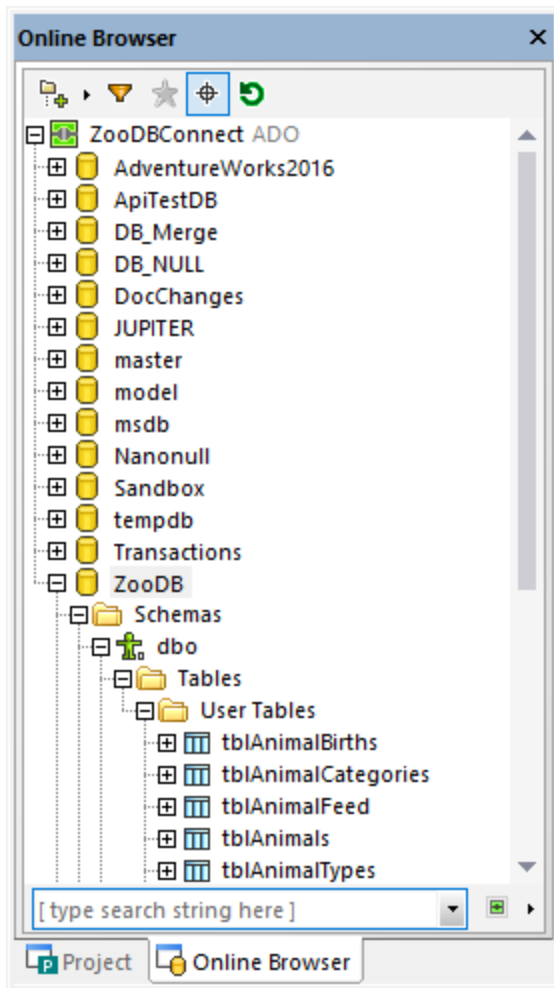 Online Browser
ZooDBConnect ADO
AdventureWorks2016
ApiTestDB
DB_Merge
DB_NULL
DocChanges
JUPITER
master
model
msdb
Nanonull
Sandbox
tempdb
Transactions
ZooDB
Schemas
dbo
Tables
User Tables
tblAnimalBirths
tblAnimalCategories
tblAnimalFeed
tblAnimals
tblAnimalTypes
[ type search string here ]
Project Online Browser